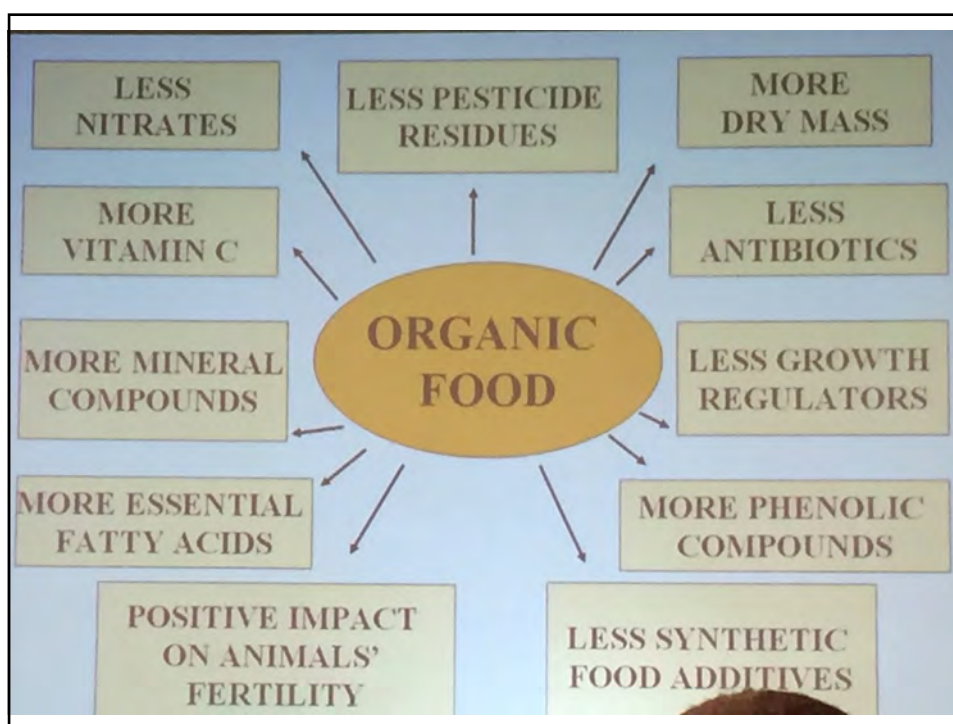 LESS
NITRATES
LESS PESTICIDE
RESIDUES
MORE
DRY MASS
MORE
VITAMIN C
LESS
ANTIBIOTICS
ORGANIC
FOOD
MORE MINERAL
COMPOUNDS
LESS GROWTH
REGULATORS
MORE ESSENTIAL
FATTY ACIDS
MORE PHENOLIC
COMPOUNDS
POSITIVE IMPACT
ON ANIMALS’
FERTILITY
LESS SYNTHETIC
FOOD ADDITIVES